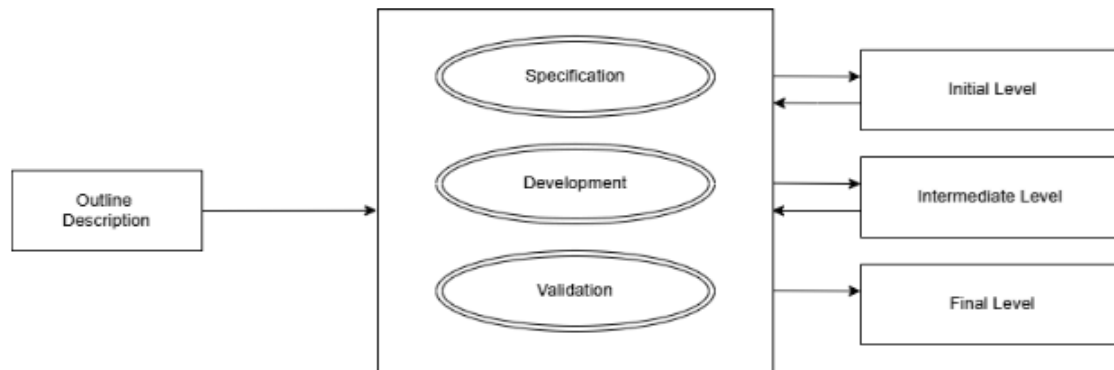 Specification
Initial Level
Outline
Description
Development
Intermediate Level
Validation
Final Level